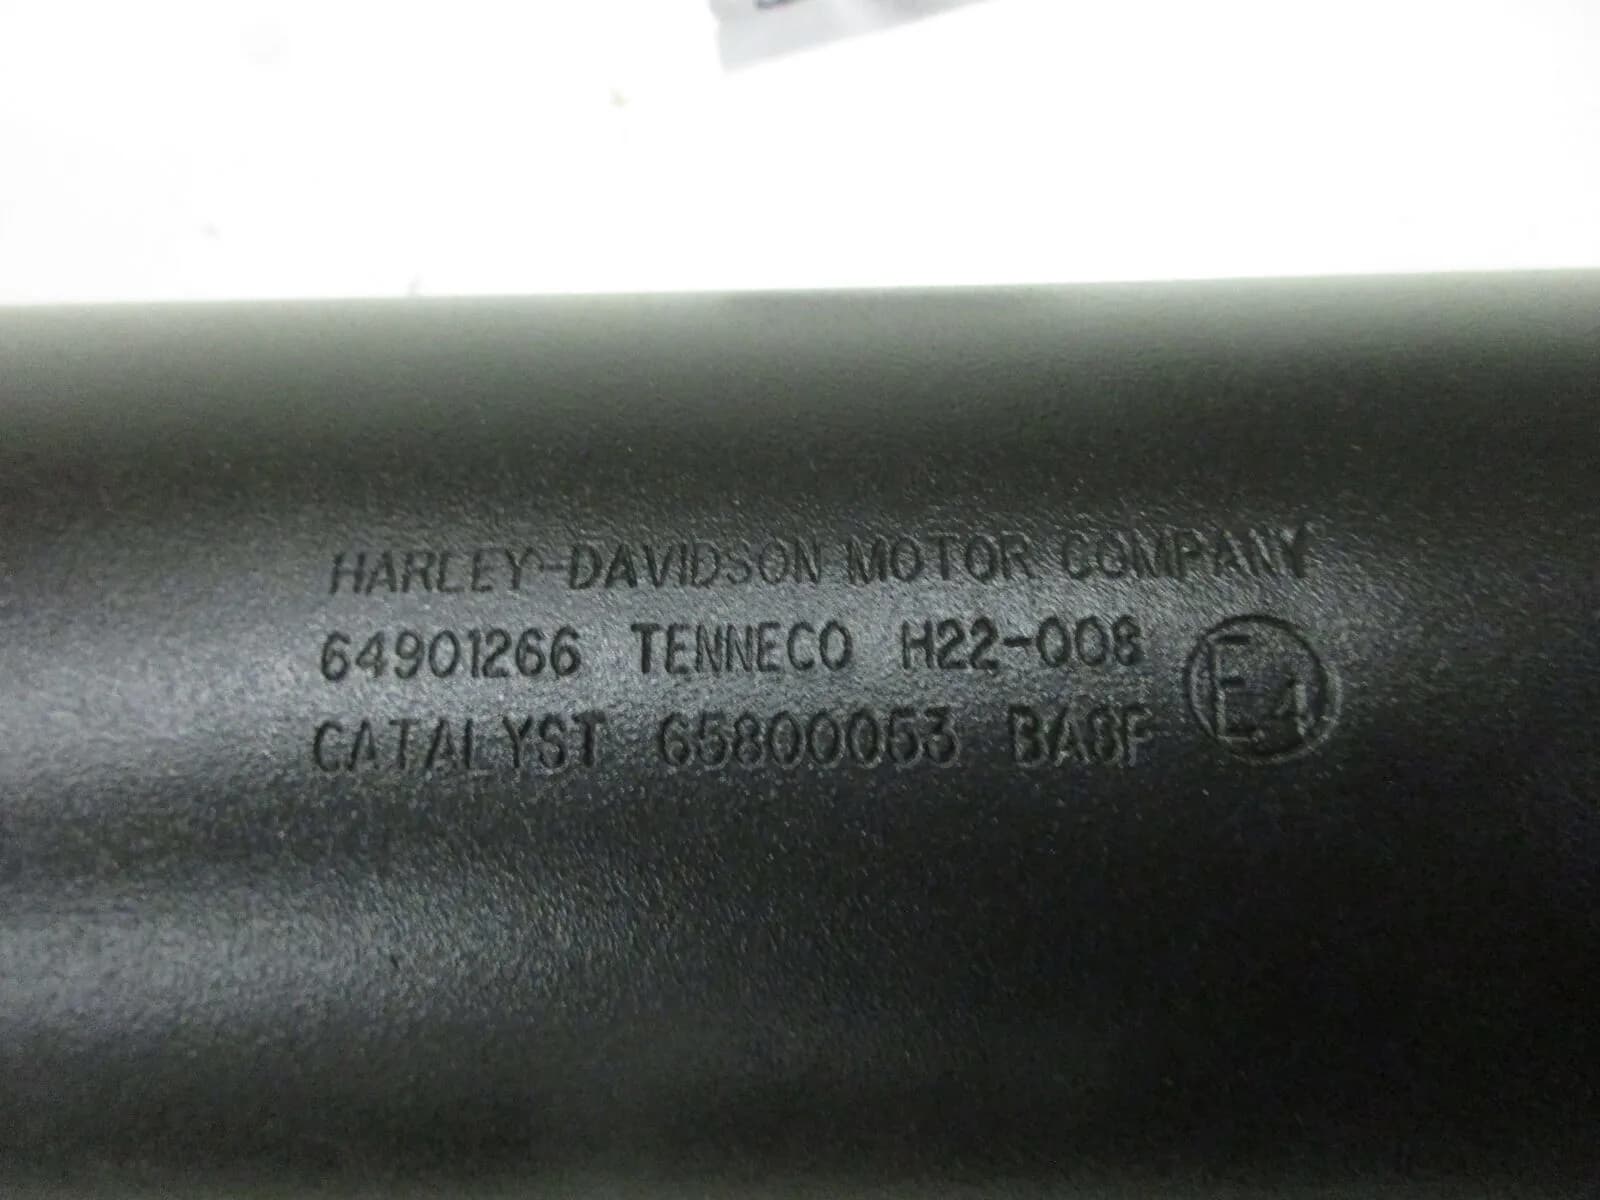 HARLEY-DAVIDSON MOTOR COMPANY
64901266 TENNECO H22-008
CATALYST 65800053 BASF
E4